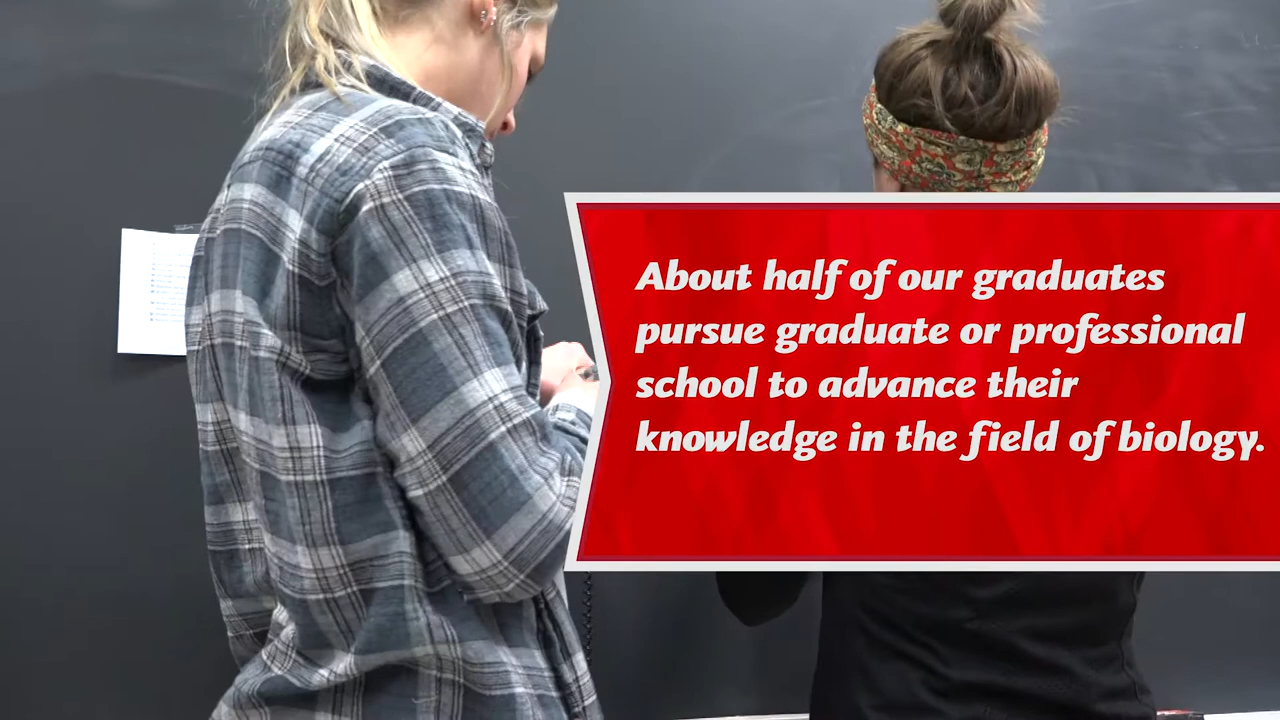 About half of our graduates
pursue graduate or professional
school to advance their
knowledge in the field of biology.